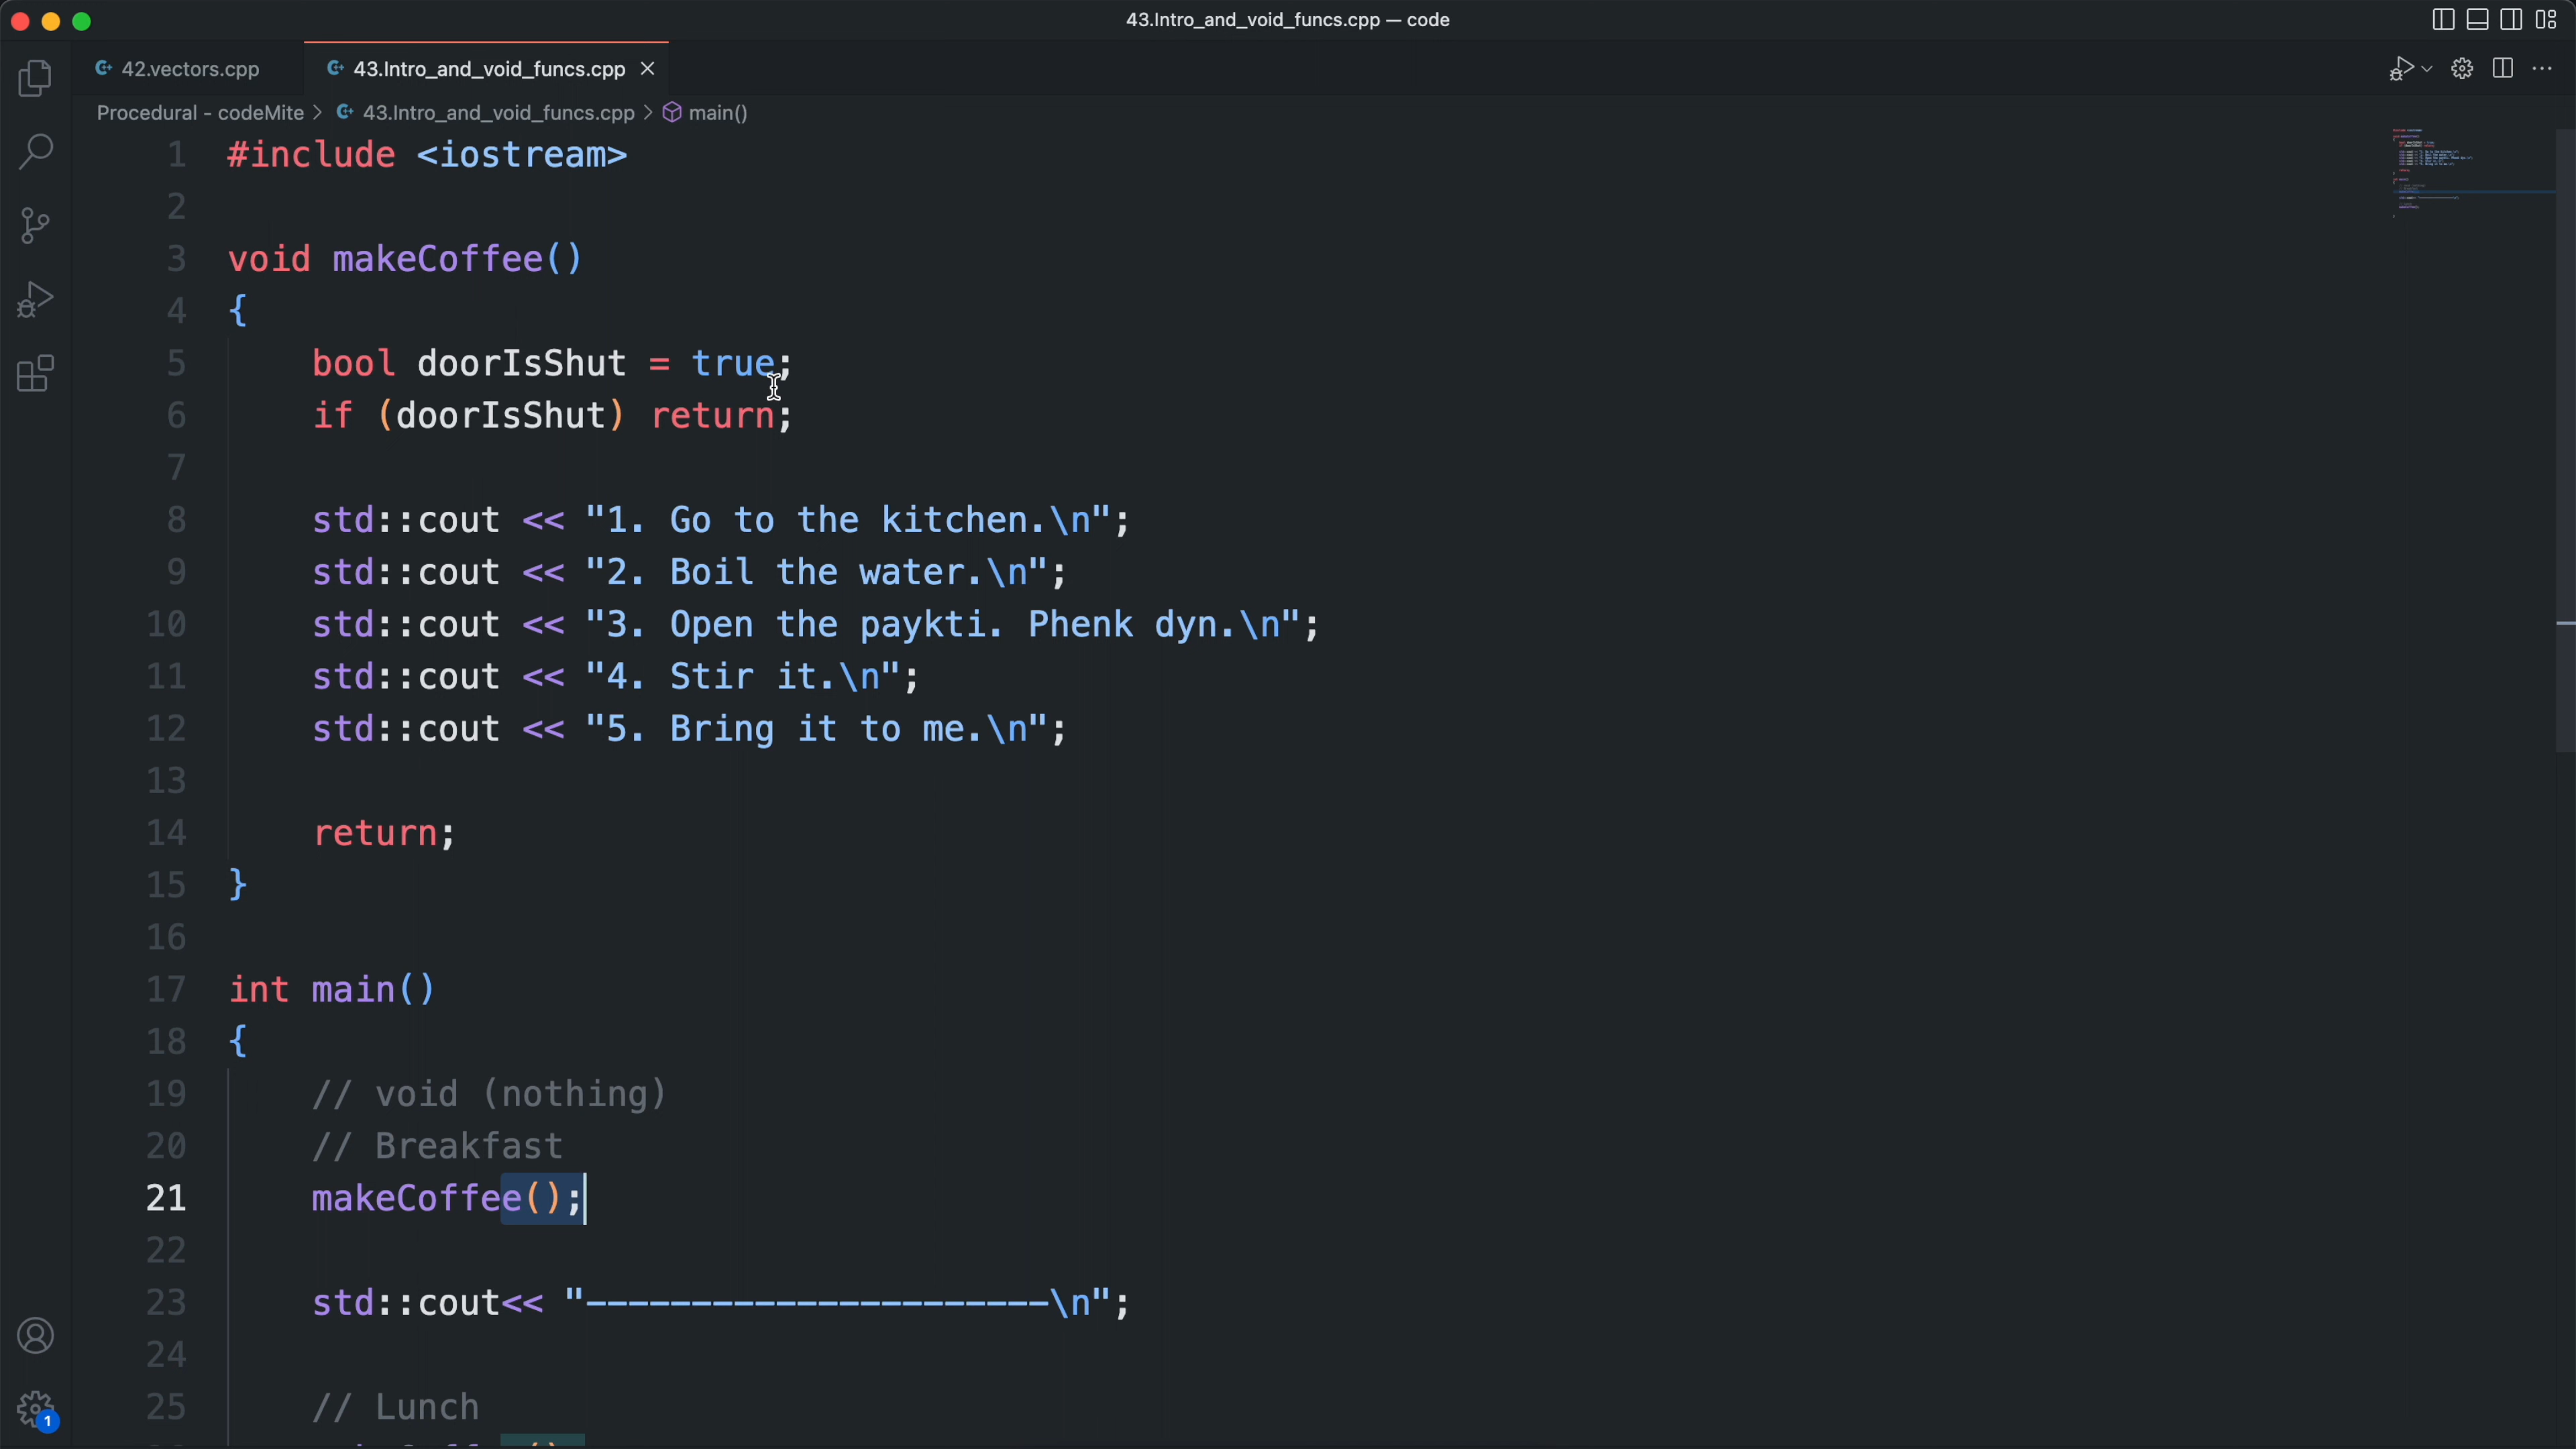 43.Intro_and_void_funcs.cpp — code
42.vectors.cpp
43.Intro_and_void_funcs.cpp
Procedural - codeMite > 43.Intro_and_void_funcs.cpp > main()
1 #include <iostream>
2
3 void makeCoffee()
4 {
5 bool doorIsShut = true;
6 if (doorIsShut) return;
7
8 std::cout << "1. Go to the kitchen.\n";
9 std::cout << "2. Boil the water.\n";
10 std::cout << "3. Open the paykti. Phenk dyn.\n";
11 std::cout << "4. Stir it.\n";
12 std::cout << "5. Bring it to me.\n";
13
14 return;
15 }
16
17 int main()
18 {
19 // void (nothing)
20 // Breakfast
21 makeCoffee();
22
23 std::cout<< "----------------------\n";
24
25 // Lunch
1